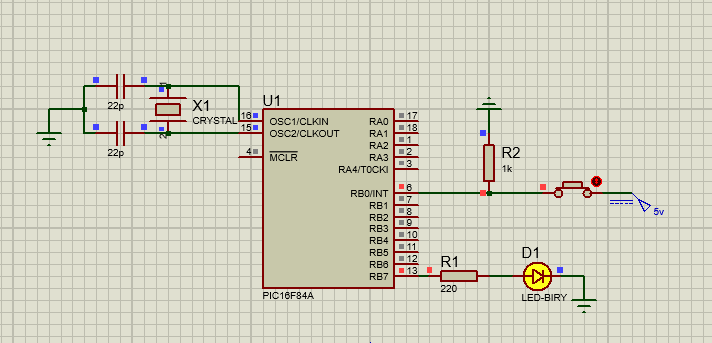 22p
22p
X1
CRYSTAL
U1
16
15
4
OSC1/CLKIN
OSC2/CLKOUT
MCLR
RA0
RA1
RA2
RA3
RA4/T0CKI
RB0/INT
RB1
RB2
RB3
RB4
RB5
RB6
RB7
17
18
1
2
3
6
7
8
9
10
11
12
13
PIC16F84A
R2
1k
5v
R1
220
D1
LED-BIRY